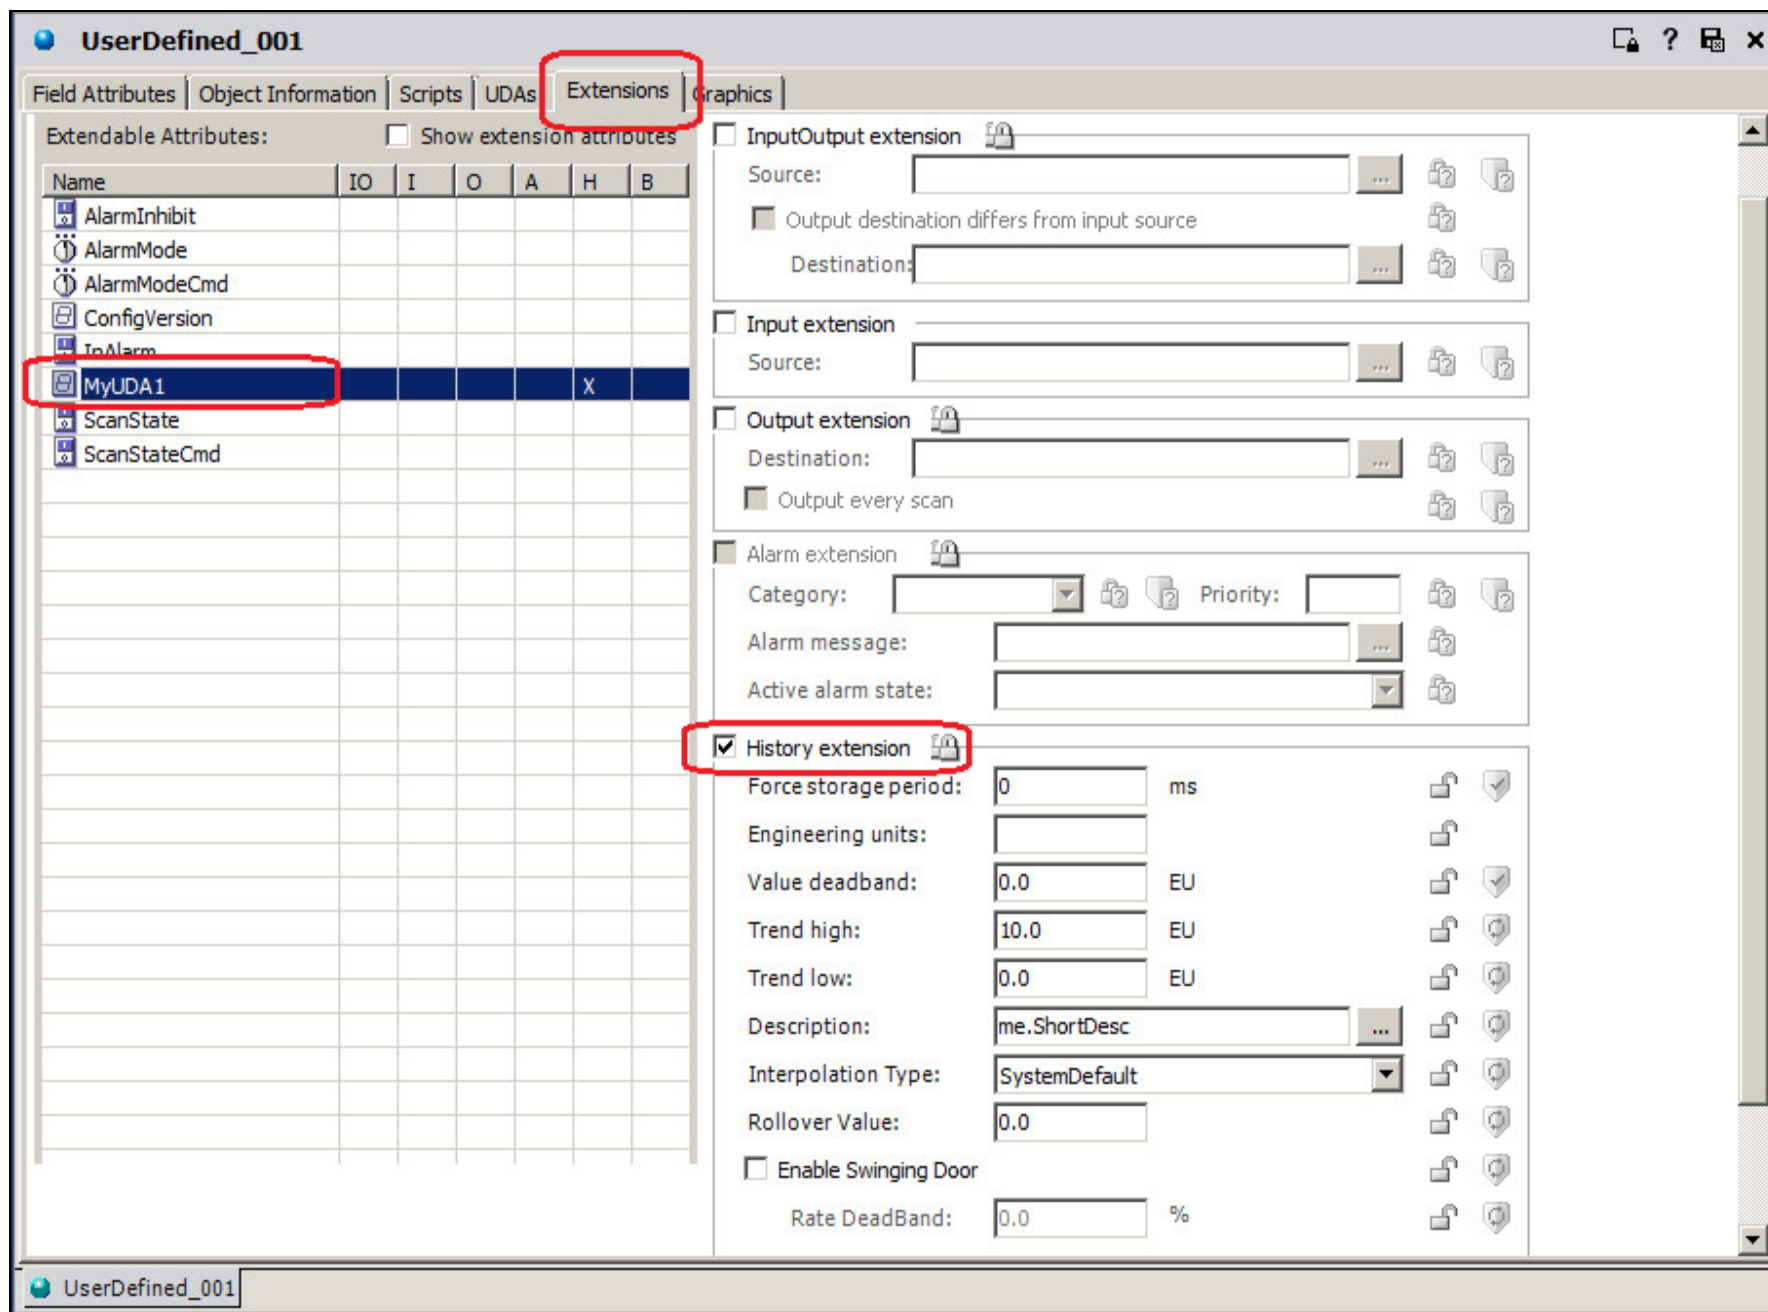 UserDefined_001
?
Field Attributes Object Information Scripts UDAs Extensions Graphics
Extendable Attributes: Show extension attributes
Name IO I O A H B
AlarmInhibit
AlarmMode
AlarmModeCmd
ConfigVersion
InAlarm
MyUDA1 X
ScanState
ScanStateCmd
InputOutput extension
Source: ...
Output destination differs from input source
Destination: ...
Input extension
Source: ...
Output extension
Destination: ...
Output every scan
Alarm extension
Category: Priority:
Alarm message: ...
Active alarm state:
History extension
Force storage period: 0 ms
Engineering units:
Value deadband: 0.0 EU
Trend high: 10.0 EU
Trend low: 0.0 EU
Description: me.ShortDesc ...
Interpolation Type: SystemDefault
Rollover Value: 0.0
Enable Swinging Door
Rate DeadBand: 0.0 %
UserDefined_001